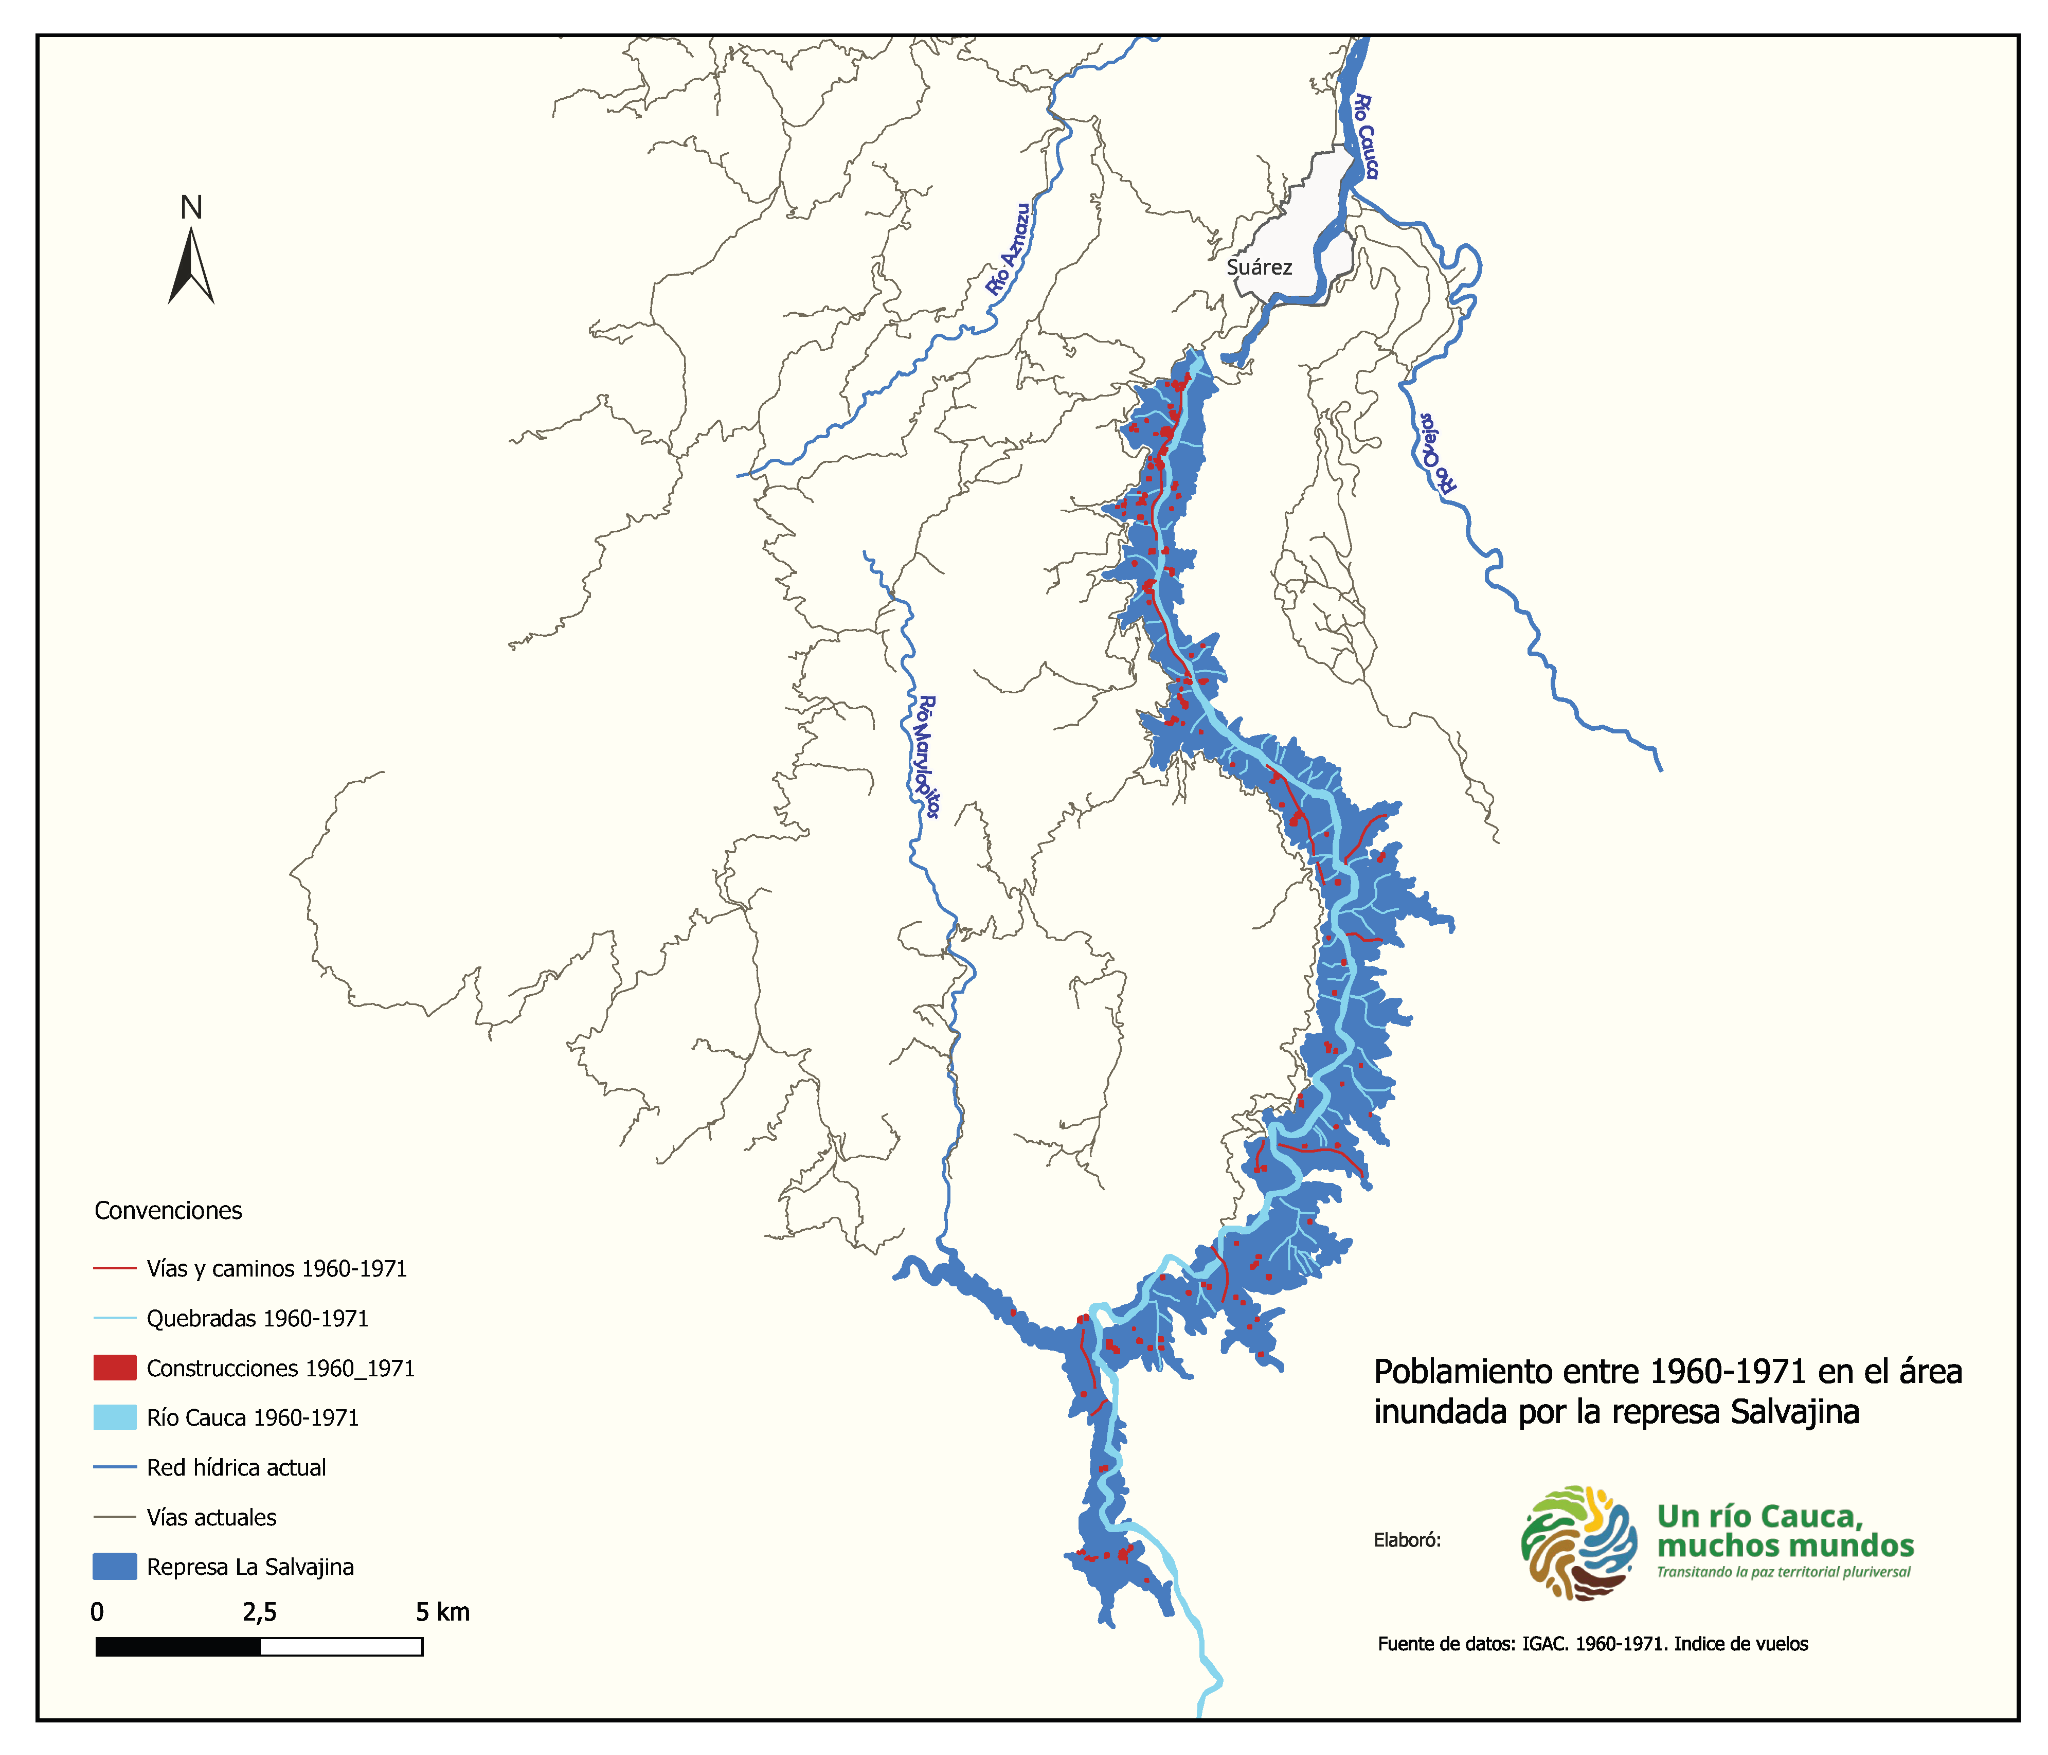 N
Río Cauca
Río Aznazu
Suárez
Río Ovejas
Río Marylopitos
Convenciones
Vías y caminos 1960-1971
Quebradas 1960-1971
Construcciones 1960_1971
Río Cauca 1960-1971
Red hídrica actual
Vías actuales
Represa La Salvajina
0 2,5 5 km
Poblamiento entre 1960-1971 en el área
inundada por la represa Salvajina
Elaboró:
Un río Cauca,
muchos mundos
Transitando la paz territorial pluriversal
Fuente de datos: IGAC. 1960-1971. Indice de vuelos